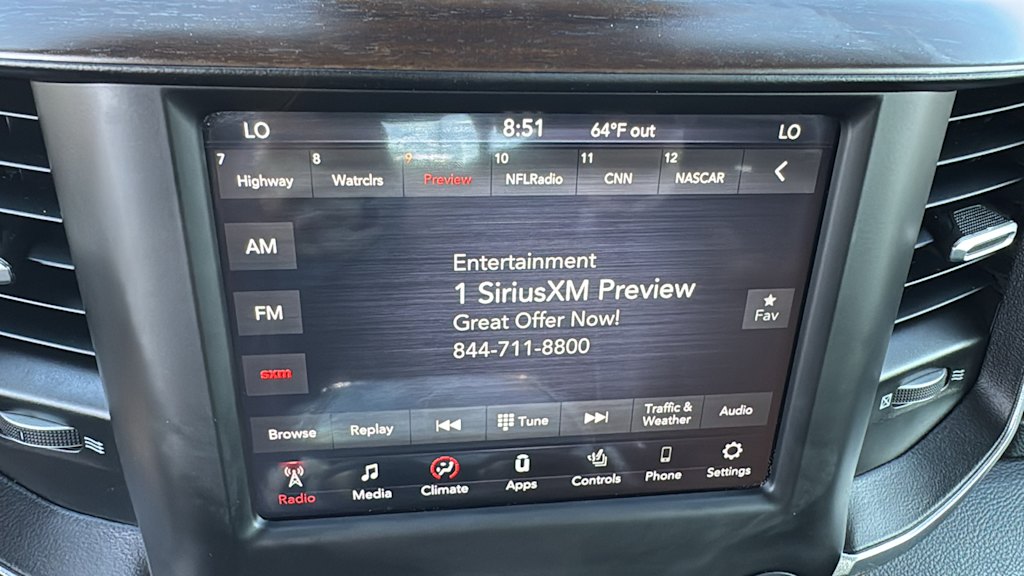 LO 8:51 64°F out LO
7 8 9 10 11 12
Highway Watrclrs Preview NFLRadio CNN NASCAR
AM
FM
sxm
Entertainment
1 SiriusXM Preview
Great Offer Now!
844-711-8800
Fav
Browse Replay Tune Traffic & Weather Audio
Radio Media Climate Apps Controls Phone Settings